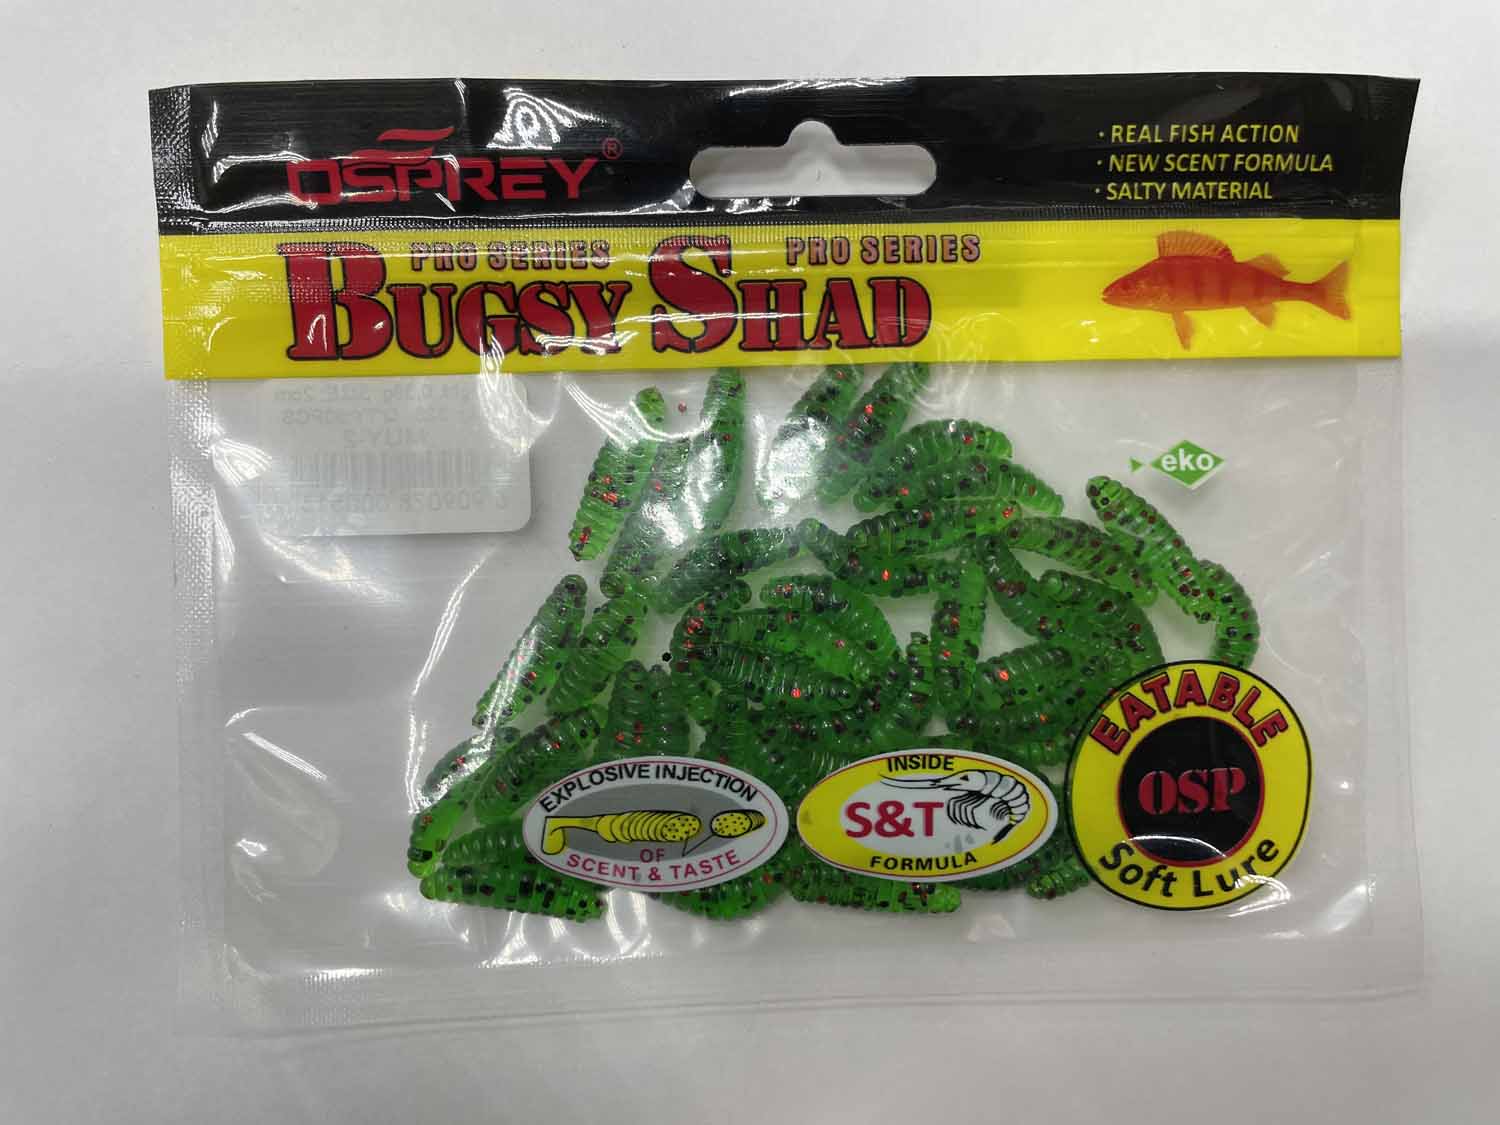 OSPREY®
· REAL FISH ACTION
· NEW SCENT FORMULA
· SALTY MATERIAL
PRO SERIES PRO SERIES
BUGSY SHAD
eko
EATABLE
OSP
Soft Lure
EXPLOSIVE INJECTION
OF
SCENT & TASTE
INSIDE
S&T
FORMULA